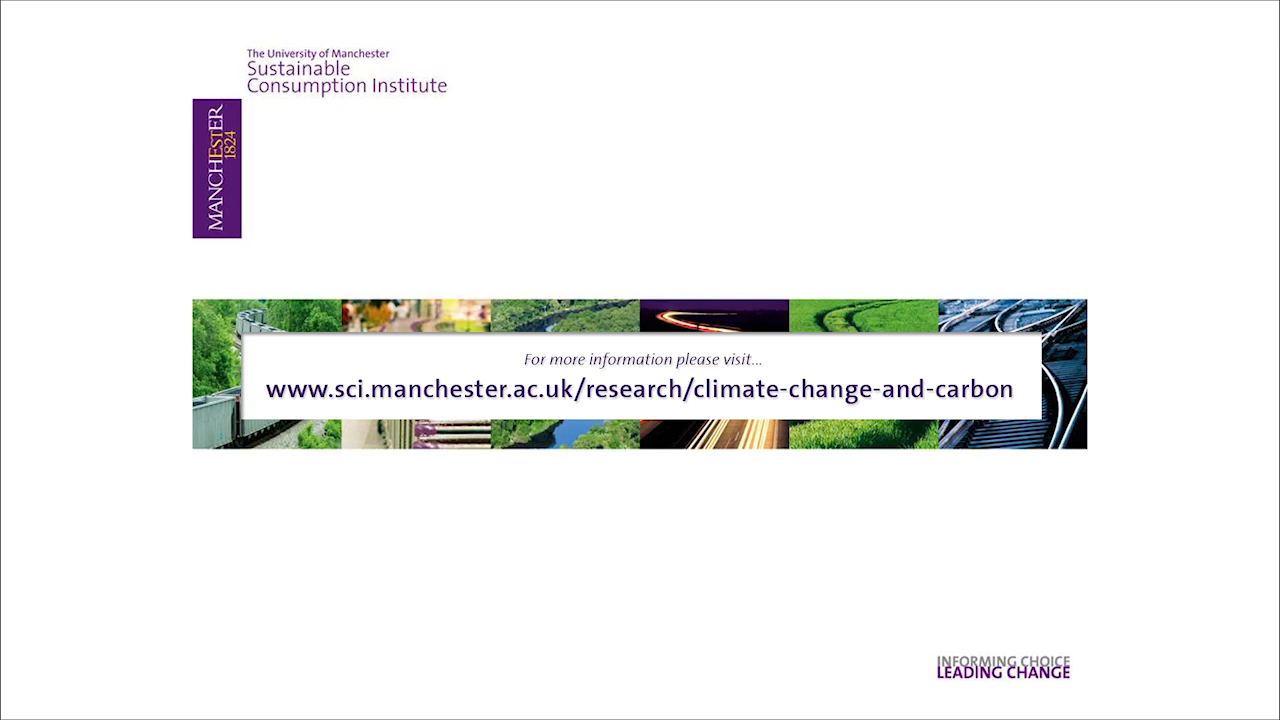 The University of Manchester
Sustainable
Consumption Institute
MANCHESTER
1824
For more information please visit...
www.sci.manchester.ac.uk/research/climate-change-and-carbon
INFORMING CHOICE
LEADING CHANGE